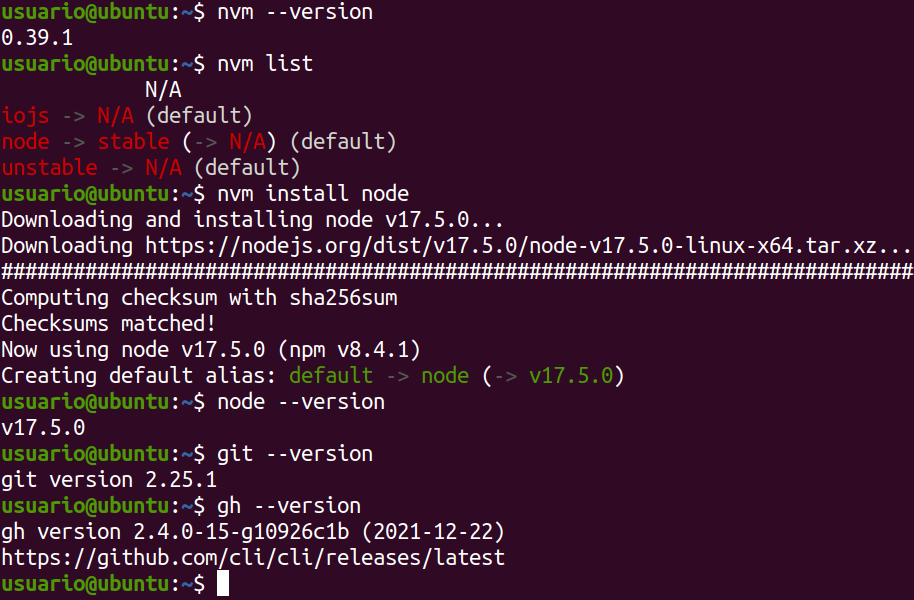 usuario@ubuntu:~$ nvm --version
0.39.1
usuario@ubuntu:~$ nvm list
            N/A
iojs -> N/A (default)
node -> stable (-> N/A) (default)
unstable -> N/A (default)
usuario@ubuntu:~$ nvm install node
Downloading and installing node v17.5.0...
Downloading https://nodejs.org/dist/v17.5.0/node-v17.5.0-linux-x64.tar.xz...
############################################################################
Computing checksum with sha256sum
Checksums matched!
Now using node v17.5.0 (npm v8.4.1)
Creating default alias: default -> node (-> v17.5.0)
usuario@ubuntu:~$ node --version
v17.5.0
usuario@ubuntu:~$ git --version
git version 2.25.1
usuario@ubuntu:~$ gh --version
gh version 2.4.0-15-g10926c1b (2021-12-22)
https://github.com/cli/cli/releases/latest
usuario@ubuntu:~$